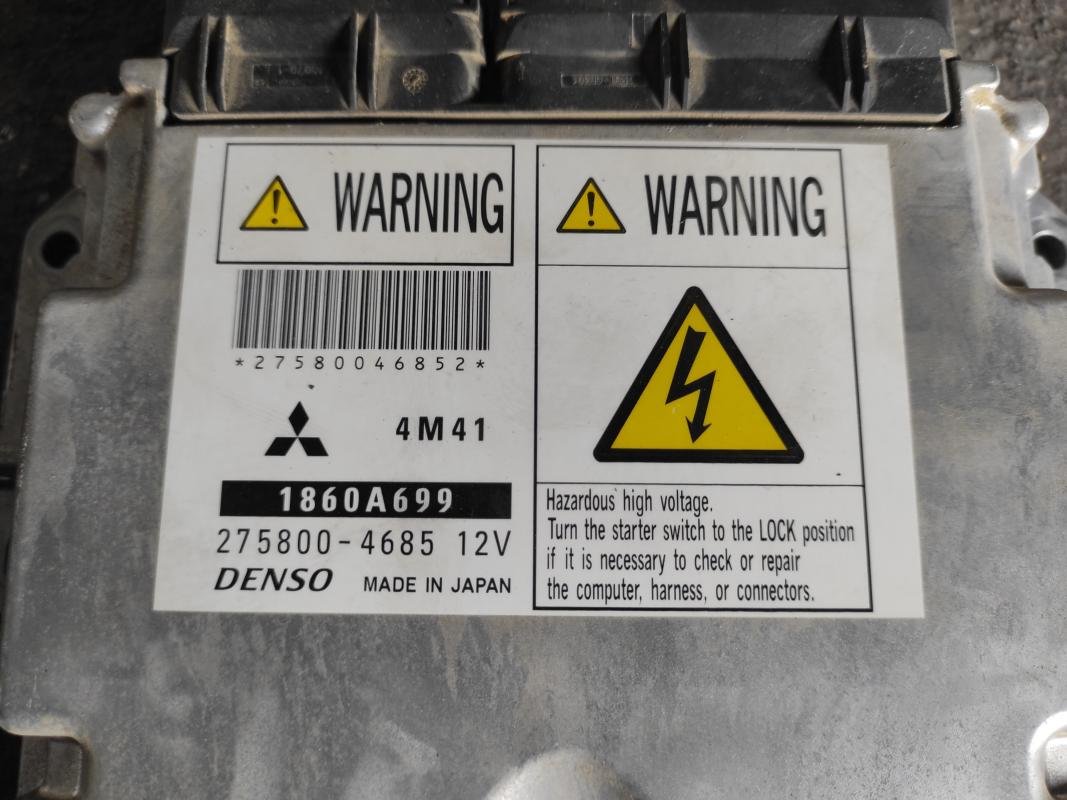 WARNING
*27580046852*
4M41
1860A699
275800-4685 12V
DENSO MADE IN JAPAN
WARNING
Hazardous high voltage.
Turn the starter switch to the LOCK position
if it is necessary to check or repair
the computer, harness, or connectors.